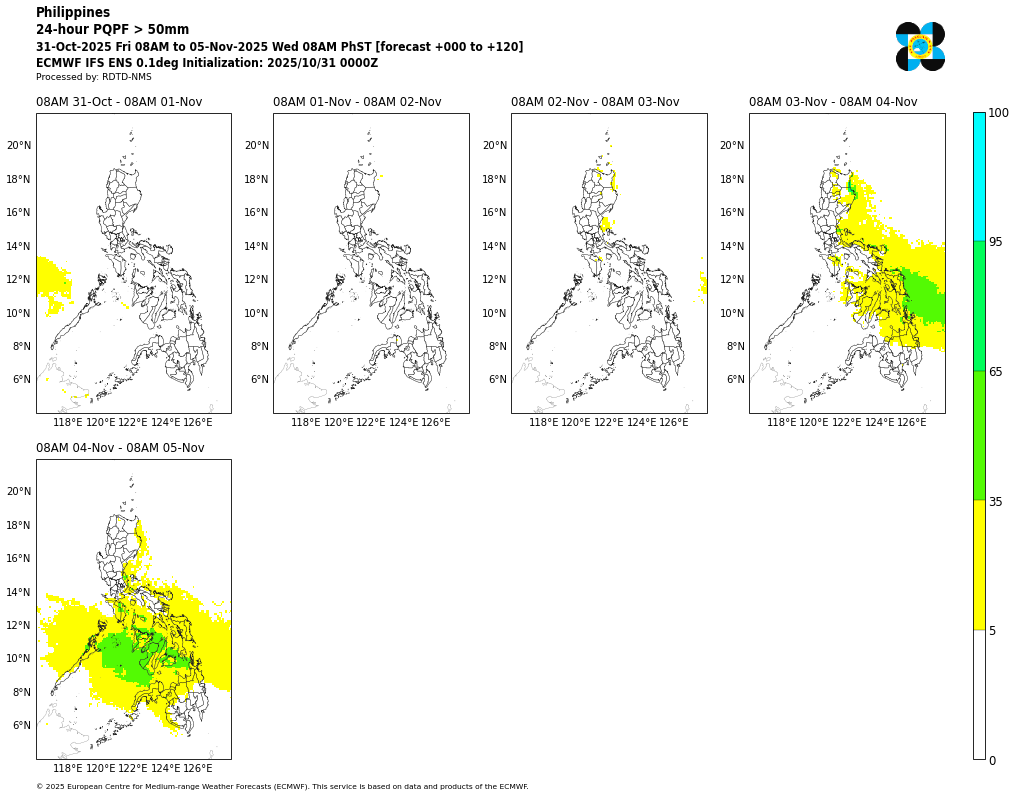 Philippines
24-hour PQPF > 50mm
31-Oct-2025 Fri 08AM to 05-Nov-2025 Wed 08AM PhST [forecast +000 to +120]
ECMWF IFS ENS 0.1deg Initialization: 2025/10/31 0000Z
Processed by: RDTD-NMS
08AM 31-Oct - 08AM 01-Nov
20°N
18°N
16°N
14°N
12°N
10°N
8°N
6°N
118°E 120°E 122°E 124°E 126°E
08AM 01-Nov - 08AM 02-Nov
20°N
18°N
16°N
14°N
12°N
10°N
8°N
6°N
118°E 120°E 122°E 124°E 126°E
08AM 02-Nov - 08AM 03-Nov
20°N
18°N
16°N
14°N
12°N
10°N
8°N
6°N
118°E 120°E 122°E 124°E 126°E
08AM 03-Nov - 08AM 04-Nov
20°N
18°N
16°N
14°N
12°N
10°N
8°N
6°N
118°E 120°E 122°E 124°E 126°E
100
95
65
35
5
0
08AM 04-Nov - 08AM 05-Nov
20°N
18°N
16°N
14°N
12°N
10°N
8°N
6°N
118°E 120°E 122°E 124°E 126°E
© 2025 European Centre for Medium-range Weather Forecasts (ECMWF). This service is based on data and products of the ECMWF.